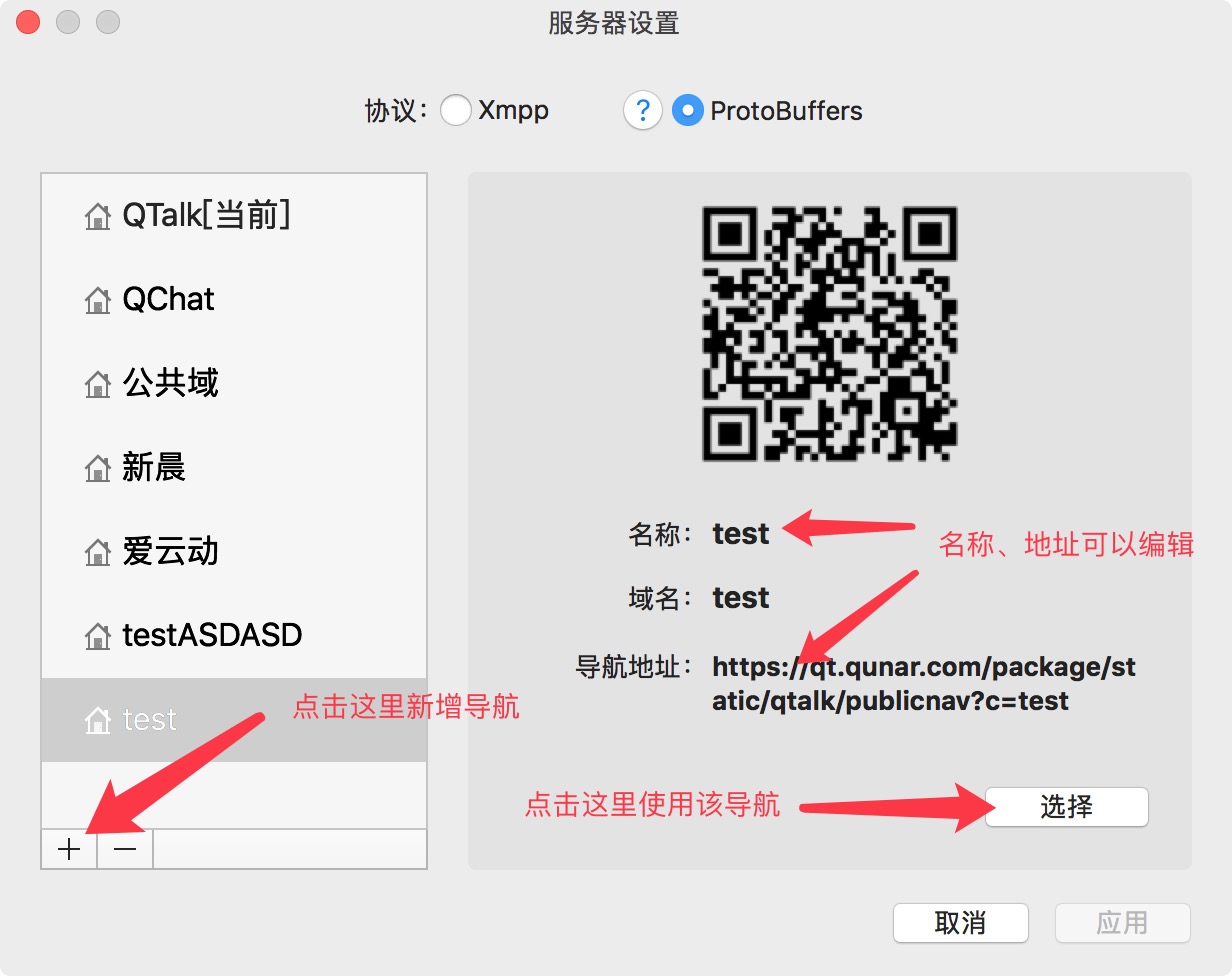 服务器设置
协议： Xmpp ? ProtoBuffers
QTalk[当前]
QChat
公共域
新晨
爱云动
testASDASD
test
点击这里新增导航
名称： test
名称、地址可以编辑
域名： test
导航地址： https://qt.qunar.com/package/st
atic/qtalk/publicnav?c=test
点击这里使用该导航
选择
取消
应用